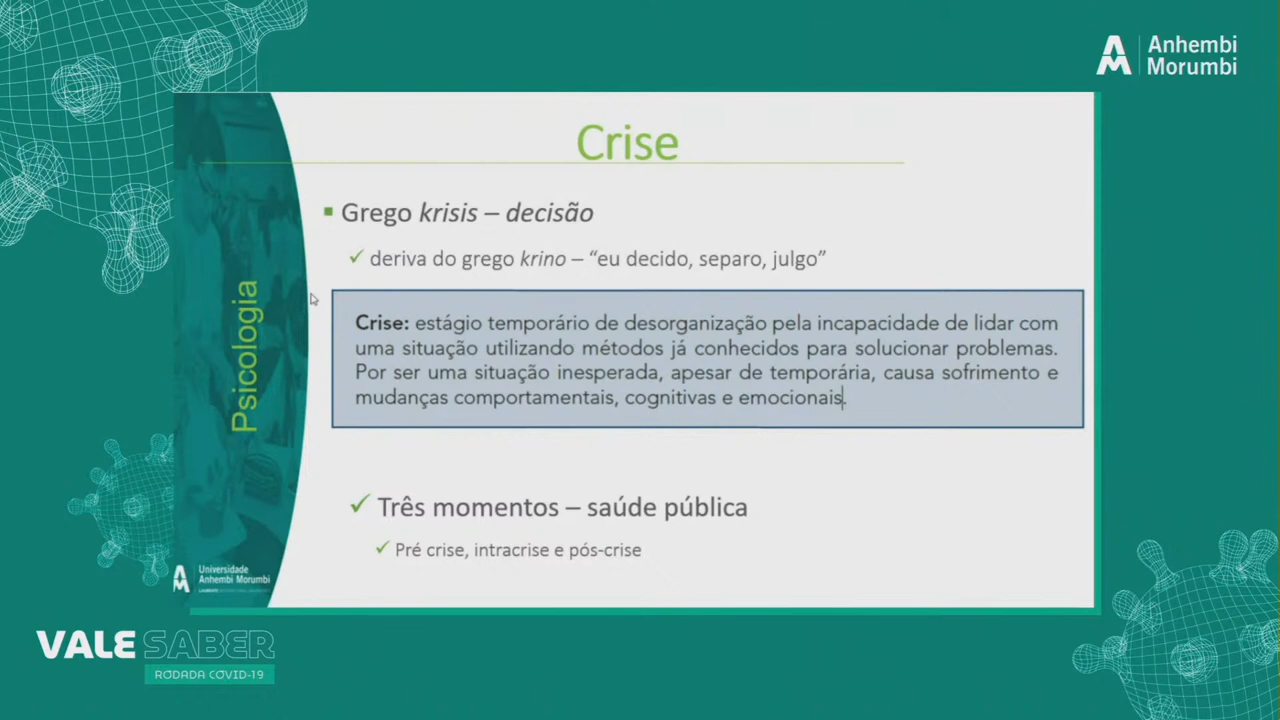 Anhembi
Morumbi
Crise
Grego krisis – decisão
deriva do grego krino – “eu decido, separo, julgo”
Crise: estágio temporário de desorganização pela incapacidade de lidar com
uma situação utilizando métodos já conhecidos para solucionar problemas.
Por ser uma situação inesperada, apesar de temporária, causa sofrimento e
mudanças comportamentais, cognitivas e emocionais.
Psicologia
Três momentos – saúde pública
Pré crise, intracrise e pós-crise
Universidade
Anhembi Morumbi
VALE SABER
RODADA COVID-19